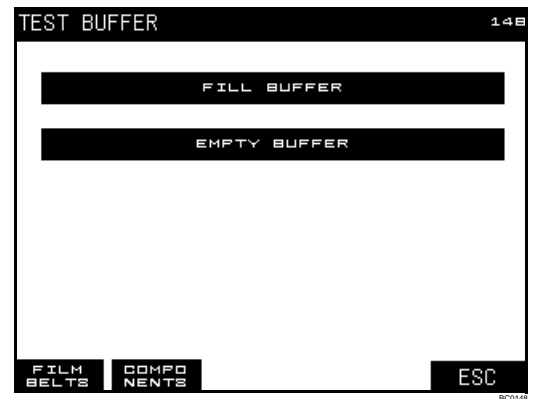 TEST BUFFER 148
FILL BUFFER
EMPTY BUFFER
FILM
BELTS
COMPO
NENTS
ESC
BC0148